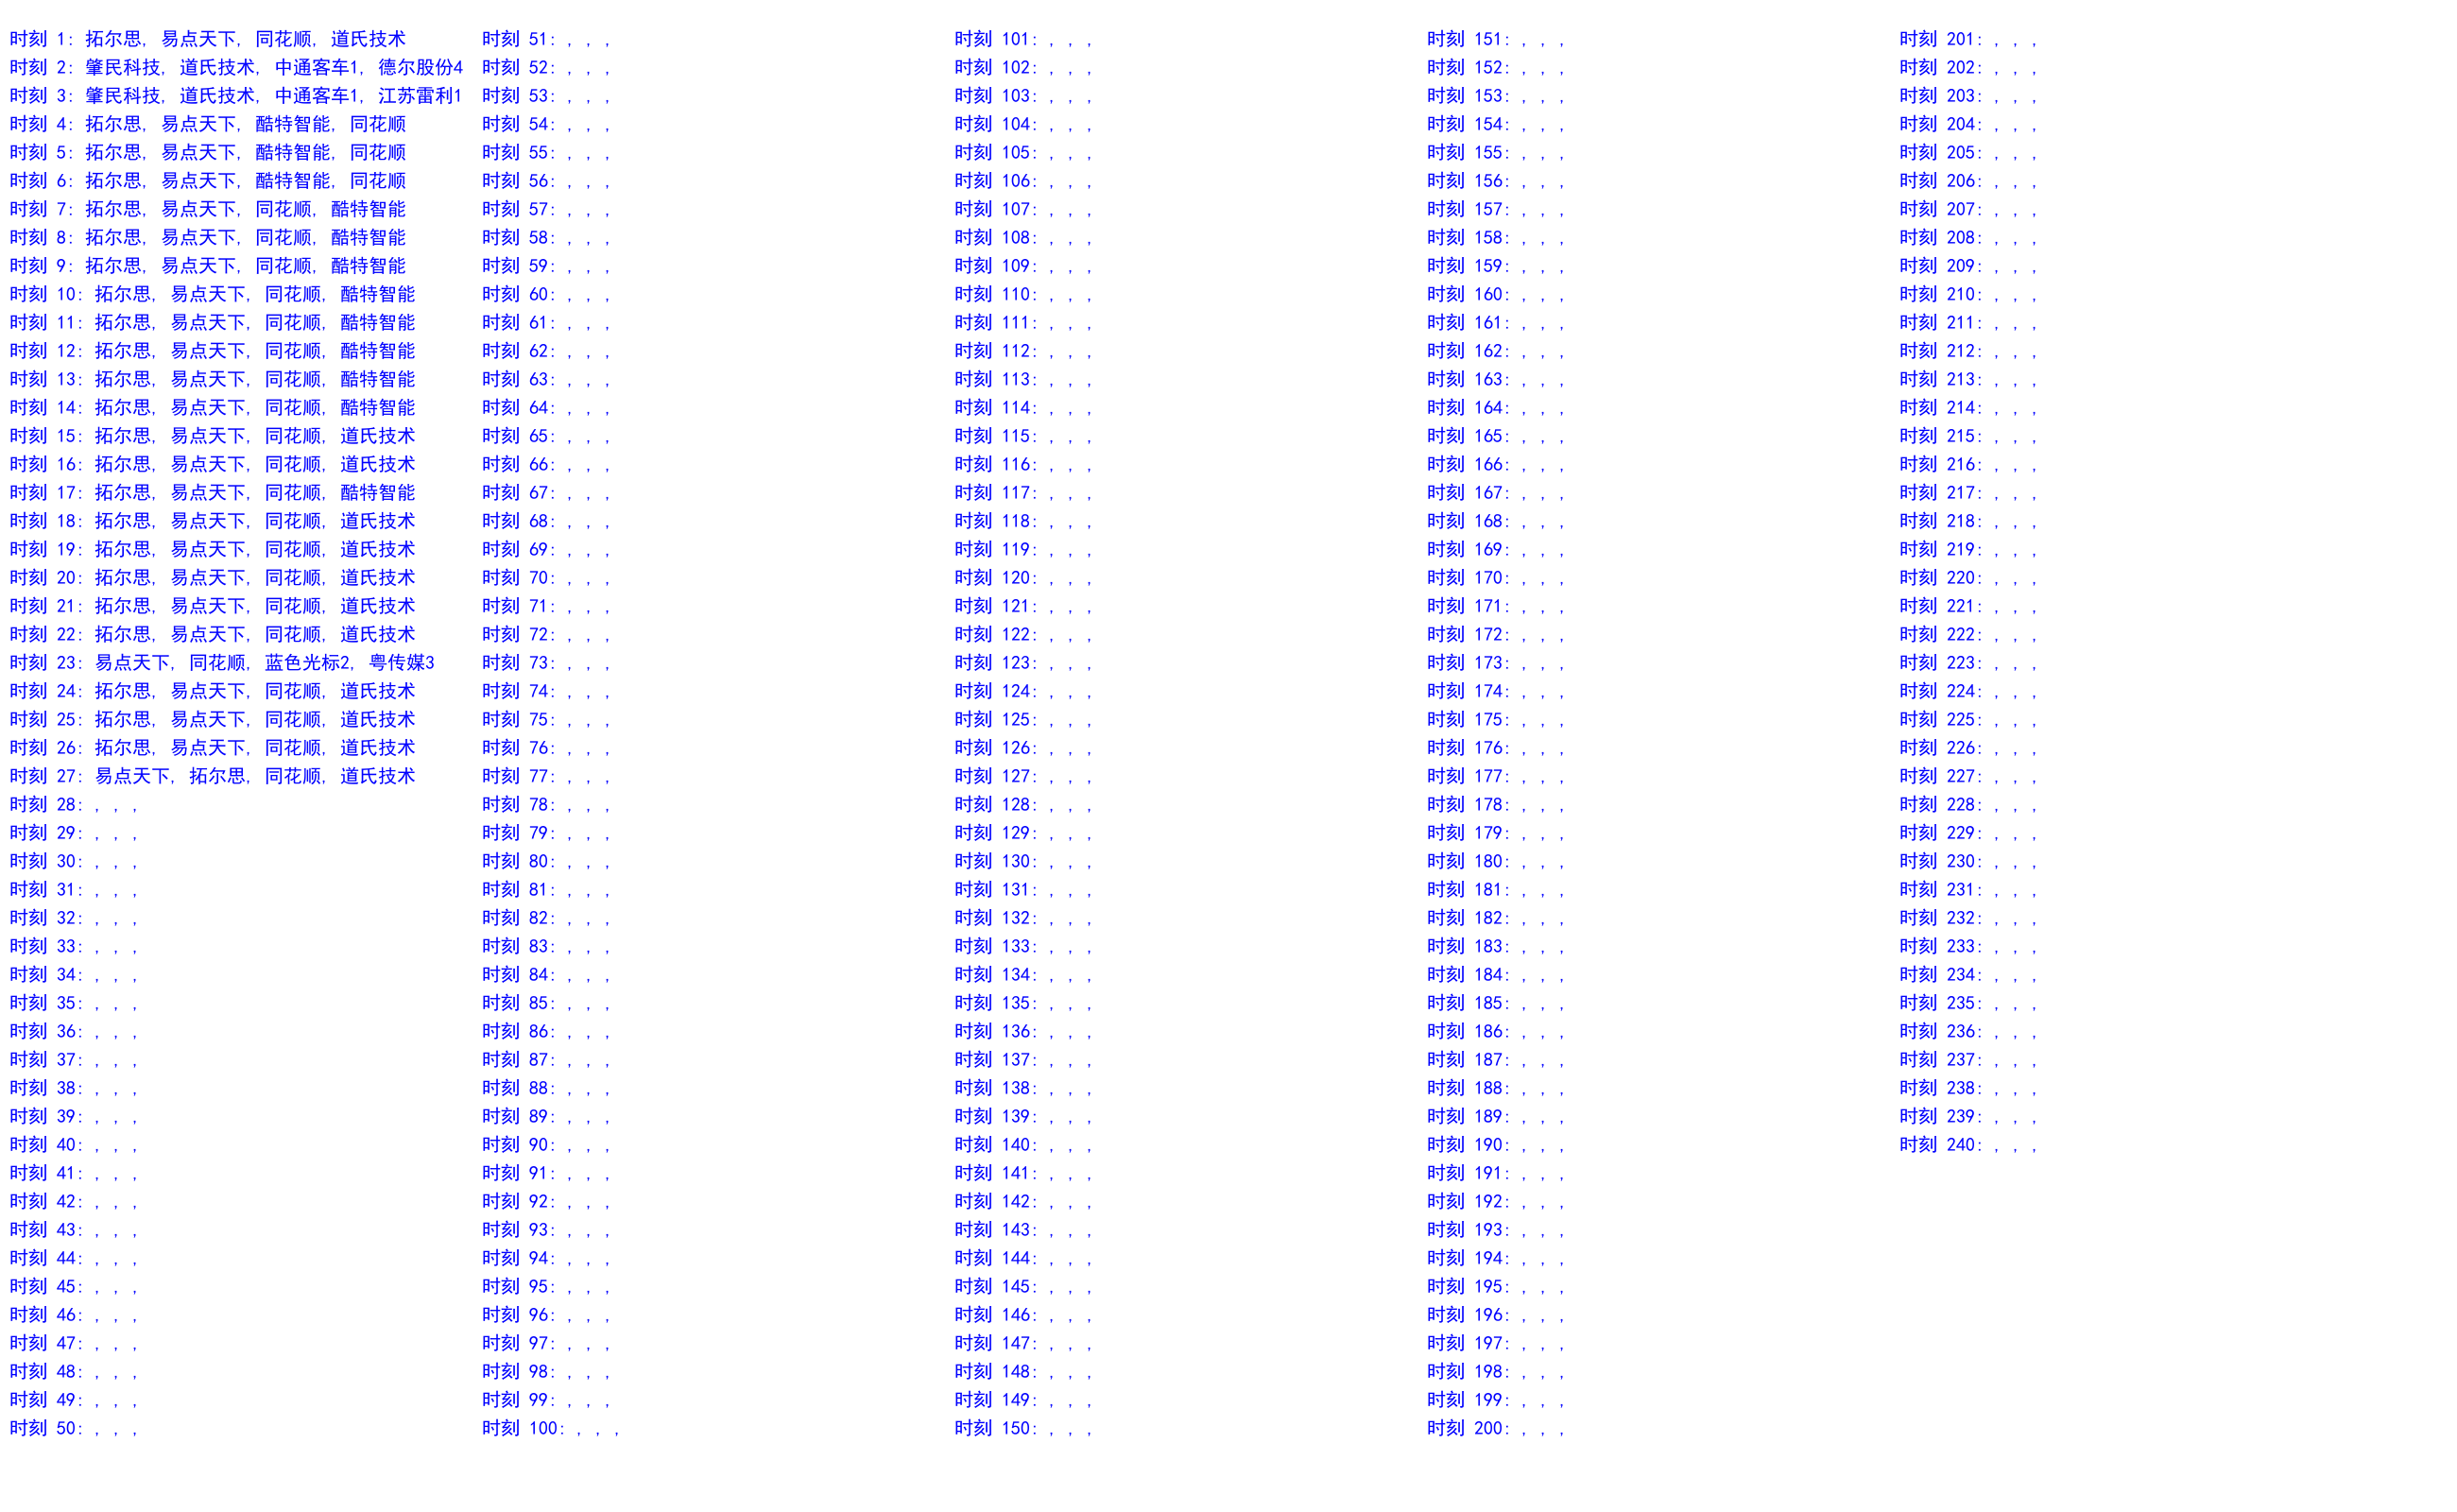 时刻 1: 拓尔思, 易点天下, 同花顺, 道氏技术
时刻 2: 肇民科技, 道氏技术, 中通客车1, 德尔股份4
时刻 3: 肇民科技, 道氏技术, 中通客车1, 江苏雷利1
时刻 4: 拓尔思, 易点天下, 酷特智能, 同花顺
时刻 5: 拓尔思, 易点天下, 酷特智能, 同花顺
时刻 6: 拓尔思, 易点天下, 酷特智能, 同花顺
时刻 7: 拓尔思, 易点天下, 同花顺, 酷特智能
时刻 8: 拓尔思, 易点天下, 同花顺, 酷特智能
时刻 9: 拓尔思, 易点天下, 同花顺, 酷特智能
时刻 10: 拓尔思, 易点天下, 同花顺, 酷特智能
时刻 11: 拓尔思, 易点天下, 同花顺, 酷特智能
时刻 12: 拓尔思, 易点天下, 同花顺, 酷特智能
时刻 13: 拓尔思, 易点天下, 同花顺, 酷特智能
时刻 14: 拓尔思, 易点天下, 同花顺, 酷特智能
时刻 15: 拓尔思, 易点天下, 同花顺, 道氏技术
时刻 16: 拓尔思, 易点天下, 同花顺, 道氏技术
时刻 17: 拓尔思, 易点天下, 同花顺, 酷特智能
时刻 18: 拓尔思, 易点天下, 同花顺, 道氏技术
时刻 19: 拓尔思, 易点天下, 同花顺, 道氏技术
时刻 20: 拓尔思, 易点天下, 同花顺, 道氏技术
时刻 21: 拓尔思, 易点天下, 同花顺, 道氏技术
时刻 22: 拓尔思, 易点天下, 同花顺, 道氏技术
时刻 23: 易点天下, 同花顺, 蓝色光标2, 粤传媒3
时刻 24: 拓尔思, 易点天下, 同花顺, 道氏技术
时刻 25: 拓尔思, 易点天下, 同花顺, 道氏技术
时刻 26: 拓尔思, 易点天下, 同花顺, 道氏技术
时刻 27: 易点天下, 拓尔思, 同花顺, 道氏技术
时刻 28: , , ,
时刻 29: , , ,
时刻 30: , , ,
时刻 31: , , ,
时刻 32: , , ,
时刻 33: , , ,
时刻 34: , , ,
时刻 35: , , ,
时刻 36: , , ,
时刻 37: , , ,
时刻 38: , , ,
时刻 39: , , ,
时刻 40: , , ,
时刻 41: , , ,
时刻 42: , , ,
时刻 43: , , ,
时刻 44: , , ,
时刻 45: , , ,
时刻 46: , , ,
时刻 47: , , ,
时刻 48: , , ,
时刻 49: , , ,
时刻 50: , , ,
时刻 51: , , ,
时刻 52: , , ,
时刻 53: , , ,
时刻 54: , , ,
时刻 55: , , ,
时刻 56: , , ,
时刻 57: , , ,
时刻 58: , , ,
时刻 59: , , ,
时刻 60: , , ,
时刻 61: , , ,
时刻 62: , , ,
时刻 63: , , ,
时刻 64: , , ,
时刻 65: , , ,
时刻 66: , , ,
时刻 67: , , ,
时刻 68: , , ,
时刻 69: , , ,
时刻 70: , , ,
时刻 71: , , ,
时刻 72: , , ,
时刻 73: , , ,
时刻 74: , , ,
时刻 75: , , ,
时刻 76: , , ,
时刻 77: , , ,
时刻 78: , , ,
时刻 79: , , ,
时刻 80: , , ,
时刻 81: , , ,
时刻 82: , , ,
时刻 83: , , ,
时刻 84: , , ,
时刻 85: , , ,
时刻 86: , , ,
时刻 87: , , ,
时刻 88: , , ,
时刻 89: , , ,
时刻 90: , , ,
时刻 91: , , ,
时刻 92: , , ,
时刻 93: , , ,
时刻 94: , , ,
时刻 95: , , ,
时刻 96: , , ,
时刻 97: , , ,
时刻 98: , , ,
时刻 99: , , ,
时刻 100: , , ,
时刻 101: , , ,
时刻 102: , , ,
时刻 103: , , ,
时刻 104: , , ,
时刻 105: , , ,
时刻 106: , , ,
时刻 107: , , ,
时刻 108: , , ,
时刻 109: , , ,
时刻 110: , , ,
时刻 111: , , ,
时刻 112: , , ,
时刻 113: , , ,
时刻 114: , , ,
时刻 115: , , ,
时刻 116: , , ,
时刻 117: , , ,
时刻 118: , , ,
时刻 119: , , ,
时刻 120: , , ,
时刻 121: , , ,
时刻 122: , , ,
时刻 123: , , ,
时刻 124: , , ,
时刻 125: , , ,
时刻 126: , , ,
时刻 127: , , ,
时刻 128: , , ,
时刻 129: , , ,
时刻 130: , , ,
时刻 131: , , ,
时刻 132: , , ,
时刻 133: , , ,
时刻 134: , , ,
时刻 135: , , ,
时刻 136: , , ,
时刻 137: , , ,
时刻 138: , , ,
时刻 139: , , ,
时刻 140: , , ,
时刻 141: , , ,
时刻 142: , , ,
时刻 143: , , ,
时刻 144: , , ,
时刻 145: , , ,
时刻 146: , , ,
时刻 147: , , ,
时刻 148: , , ,
时刻 149: , , ,
时刻 150: , , ,
时刻 151: , , ,
时刻 152: , , ,
时刻 153: , , ,
时刻 154: , , ,
时刻 155: , , ,
时刻 156: , , ,
时刻 157: , , ,
时刻 158: , , ,
时刻 159: , , ,
时刻 160: , , ,
时刻 161: , , ,
时刻 162: , , ,
时刻 163: , , ,
时刻 164: , , ,
时刻 165: , , ,
时刻 166: , , ,
时刻 167: , , ,
时刻 168: , , ,
时刻 169: , , ,
时刻 170: , , ,
时刻 171: , , ,
时刻 172: , , ,
时刻 173: , , ,
时刻 174: , , ,
时刻 175: , , ,
时刻 176: , , ,
时刻 177: , , ,
时刻 178: , , ,
时刻 179: , , ,
时刻 180: , , ,
时刻 181: , , ,
时刻 182: , , ,
时刻 183: , , ,
时刻 184: , , ,
时刻 185: , , ,
时刻 186: , , ,
时刻 187: , , ,
时刻 188: , , ,
时刻 189: , , ,
时刻 190: , , ,
时刻 191: , , ,
时刻 192: , , ,
时刻 193: , , ,
时刻 194: , , ,
时刻 195: , , ,
时刻 196: , , ,
时刻 197: , , ,
时刻 198: , , ,
时刻 199: , , ,
时刻 200: , , ,
时刻 201: , , ,
时刻 202: , , ,
时刻 203: , , ,
时刻 204: , , ,
时刻 205: , , ,
时刻 206: , , ,
时刻 207: , , ,
时刻 208: , , ,
时刻 209: , , ,
时刻 210: , , ,
时刻 211: , , ,
时刻 212: , , ,
时刻 213: , , ,
时刻 214: , , ,
时刻 215: , , ,
时刻 216: , , ,
时刻 217: , , ,
时刻 218: , , ,
时刻 219: , , ,
时刻 220: , , ,
时刻 221: , , ,
时刻 222: , , ,
时刻 223: , , ,
时刻 224: , , ,
时刻 225: , , ,
时刻 226: , , ,
时刻 227: , , ,
时刻 228: , , ,
时刻 229: , , ,
时刻 230: , , ,
时刻 231: , , ,
时刻 232: , , ,
时刻 233: , , ,
时刻 234: , , ,
时刻 235: , , ,
时刻 236: , , ,
时刻 237: , , ,
时刻 238: , , ,
时刻 239: , , ,
时刻 240: , , ,